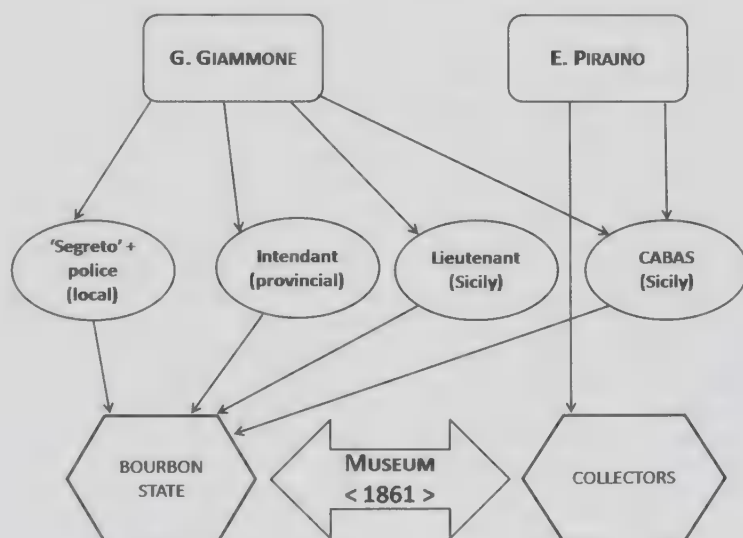 G. GIAMMONE
E. PIRAJNO
'Segreto' +
police
(local)
Intendant
(provincial)
Lieutenant
(Sicily)
CABAS
(Sicily)
BOURBON
STATE
MUSEUM
< 1861 >
COLLECTORS